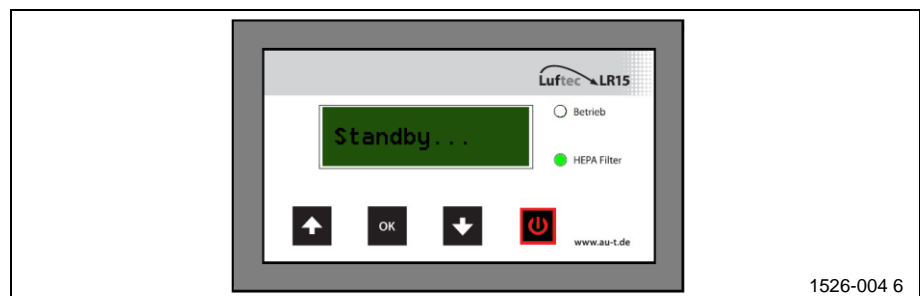 Luftec LR15
Betrieb
Standby...
HEPA Filter
OK
www.au-t.de
1526-004 6